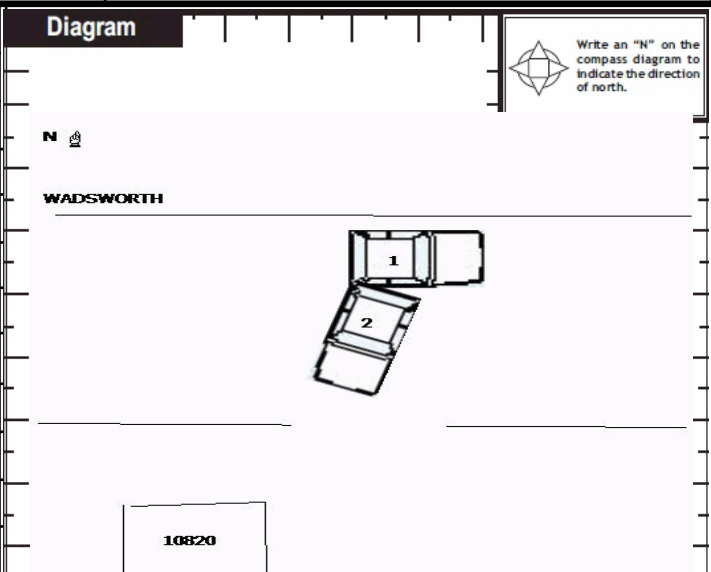 Diagram
Write an “N” on the
compass diagram to
indicate the direction
of north.
N
WADSWORTH
1
2
10820